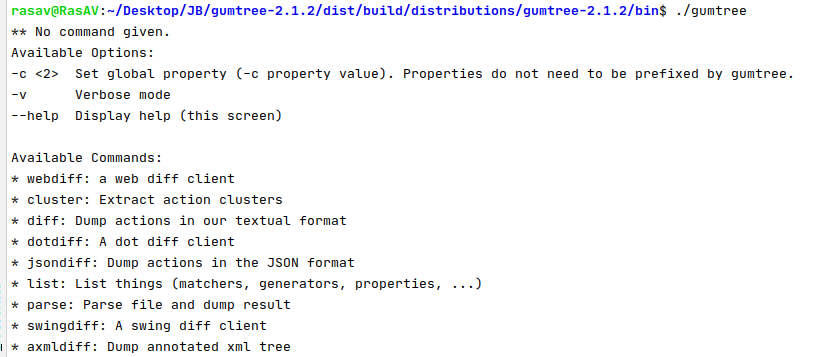 rasav@RasAV:~/Desktop/JB/gumtree-2.1.2/dist/build/distributions/gumtree-2.1.2/bin$ ./gumtree
** No command given.
Available Options:
-c <2>  Set global property (-c property value). Properties do not need to be prefixed by gumtree.
-v      Verbose mode
--help  Display help (this screen)

Available Commands:
* webdiff: a web diff client
* cluster: Extract action clusters
* diff: Dump actions in our textual format
* dotdiff: A dot diff client
* jsondiff: Dump actions in the JSON format
* list: List things (matchers, generators, properties, ...)
* parse: Parse file and dump result
* swingdiff: A swing diff client
* axmldiff: Dump annotated xml tree